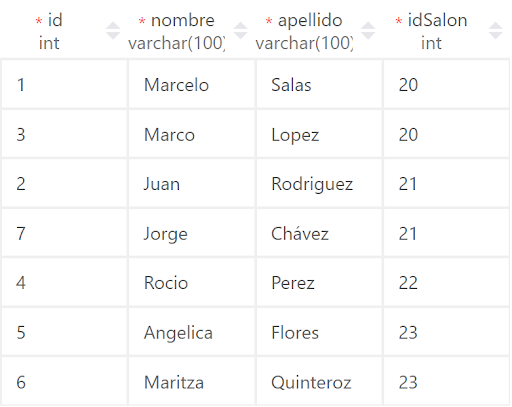 * id * nombre * apellido * idSalon
int varchar(100) varchar(100) int
1 Marcelo Salas 20
3 Marco Lopez 20
2 Juan Rodriguez 21
7 Jorge Chávez 21
4 Rocio Perez 22
5 Angelica Flores 23
6 Maritza Quinteroz 23